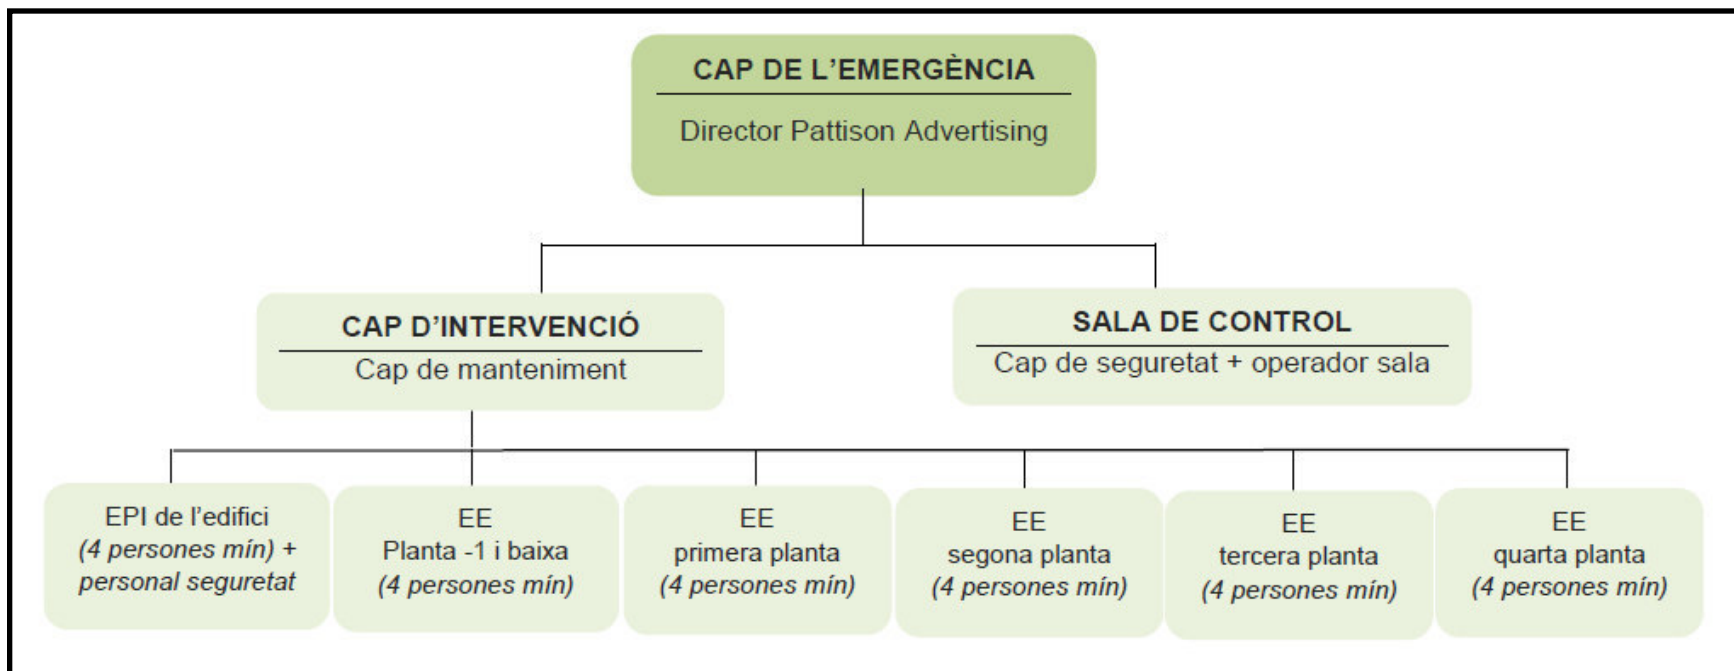 CAP DE L'EMERGÈNCIA
Director Pattison Advertising
CAP D'INTERVENCIÓ
Cap de manteniment
SALA DE CONTROL
Cap de seguretat + operador sala
EPI de l'edifici
(4 persones mín) +
personal seguretat
EE
Planta -1 i baixa
(4 persones mín)
EE
primera planta
(4 persones mín)
EE
segona planta
(4 persones mín)
EE
tercera planta
(4 persones mín)
EE
quarta planta
(4 persones mín)